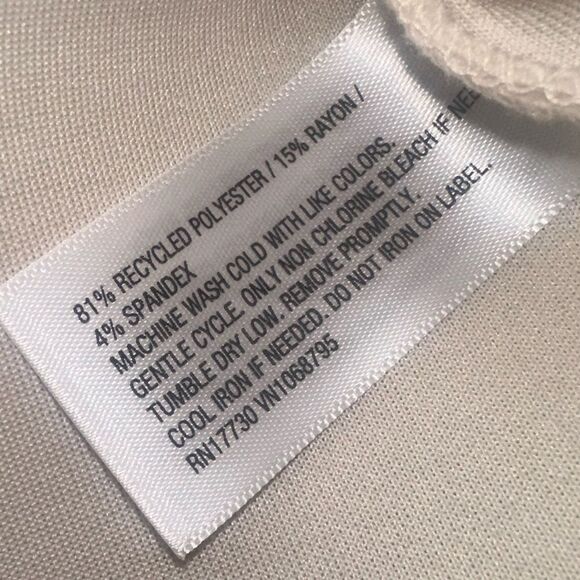 81% RECYCLED POLYESTER / 15% RAYON /
4% SPANDEX
MACHINE WASH COLD WITH LIKE COLORS.
GENTLE CYCLE. ONLY NON CHLORINE BLEACH IF
TUMBLE DRY LOW. REMOVE PROMPTLY.
COOL IRON IF NEEDED. DO NOT IRON ON LABEL.
RN17730 VN1068795